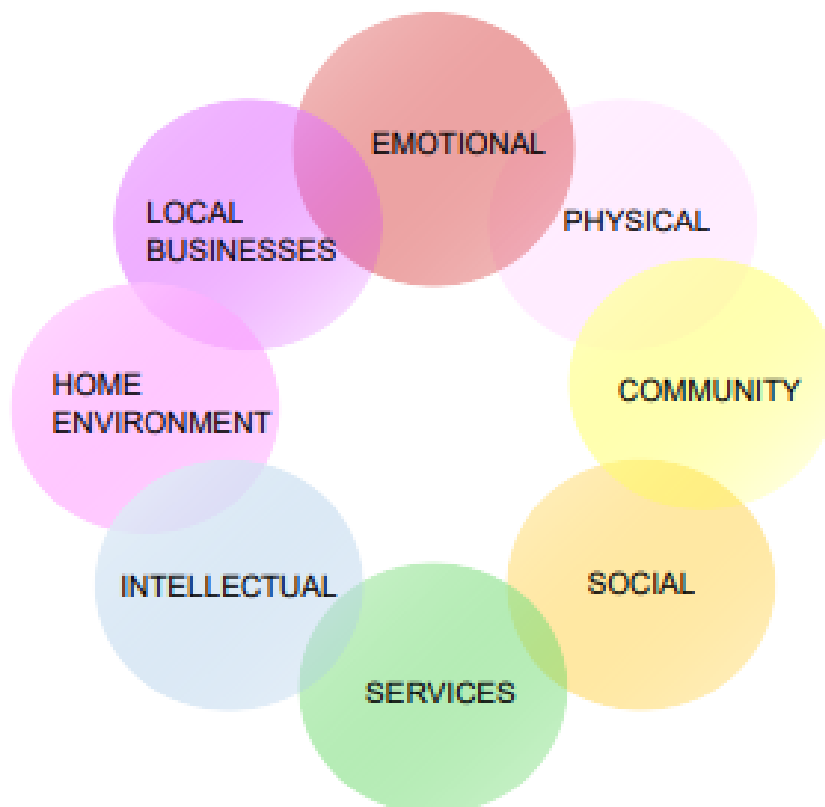 EMOTIONAL
LOCAL
BUSINESSES
PHYSICAL
HOME
ENVIRONMENT
COMMUNITY
INTELLECTUAL
SOCIAL
SERVICES